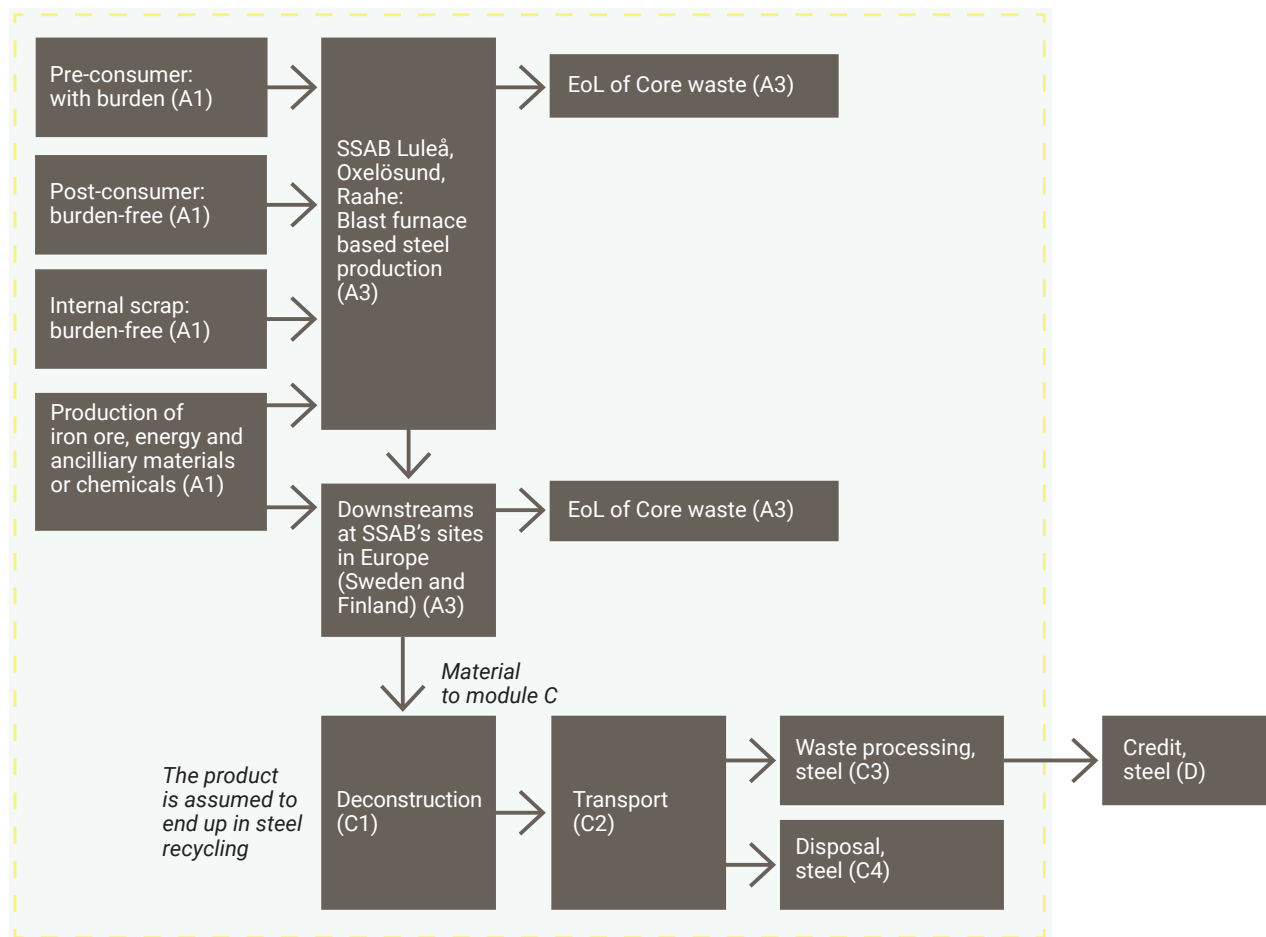 Pre-consumer:
with burden (A1)
Post-consumer:
burden-free (A1)
Internal scrap:
burden-free (A1)
Production of
iron ore, energy and
ancilliary materials
or chemicals (A1)
SSAB Luleå,
Oxelösund,
Raahe:
Blast furnace
based steel
production
(A3)
EoL of Core waste (A3)
Downstreams
at SSAB’s sites
in Europe
(Sweden and
Finland) (A3)
EoL of Core waste (A3)
Material
to module C
The product
is assumed to
end up in steel
recycling
Deconstruction
(C1)
Transport
(C2)
Waste processing,
steel (C3)
Disposal,
steel (C4)
Credit,
steel (D)